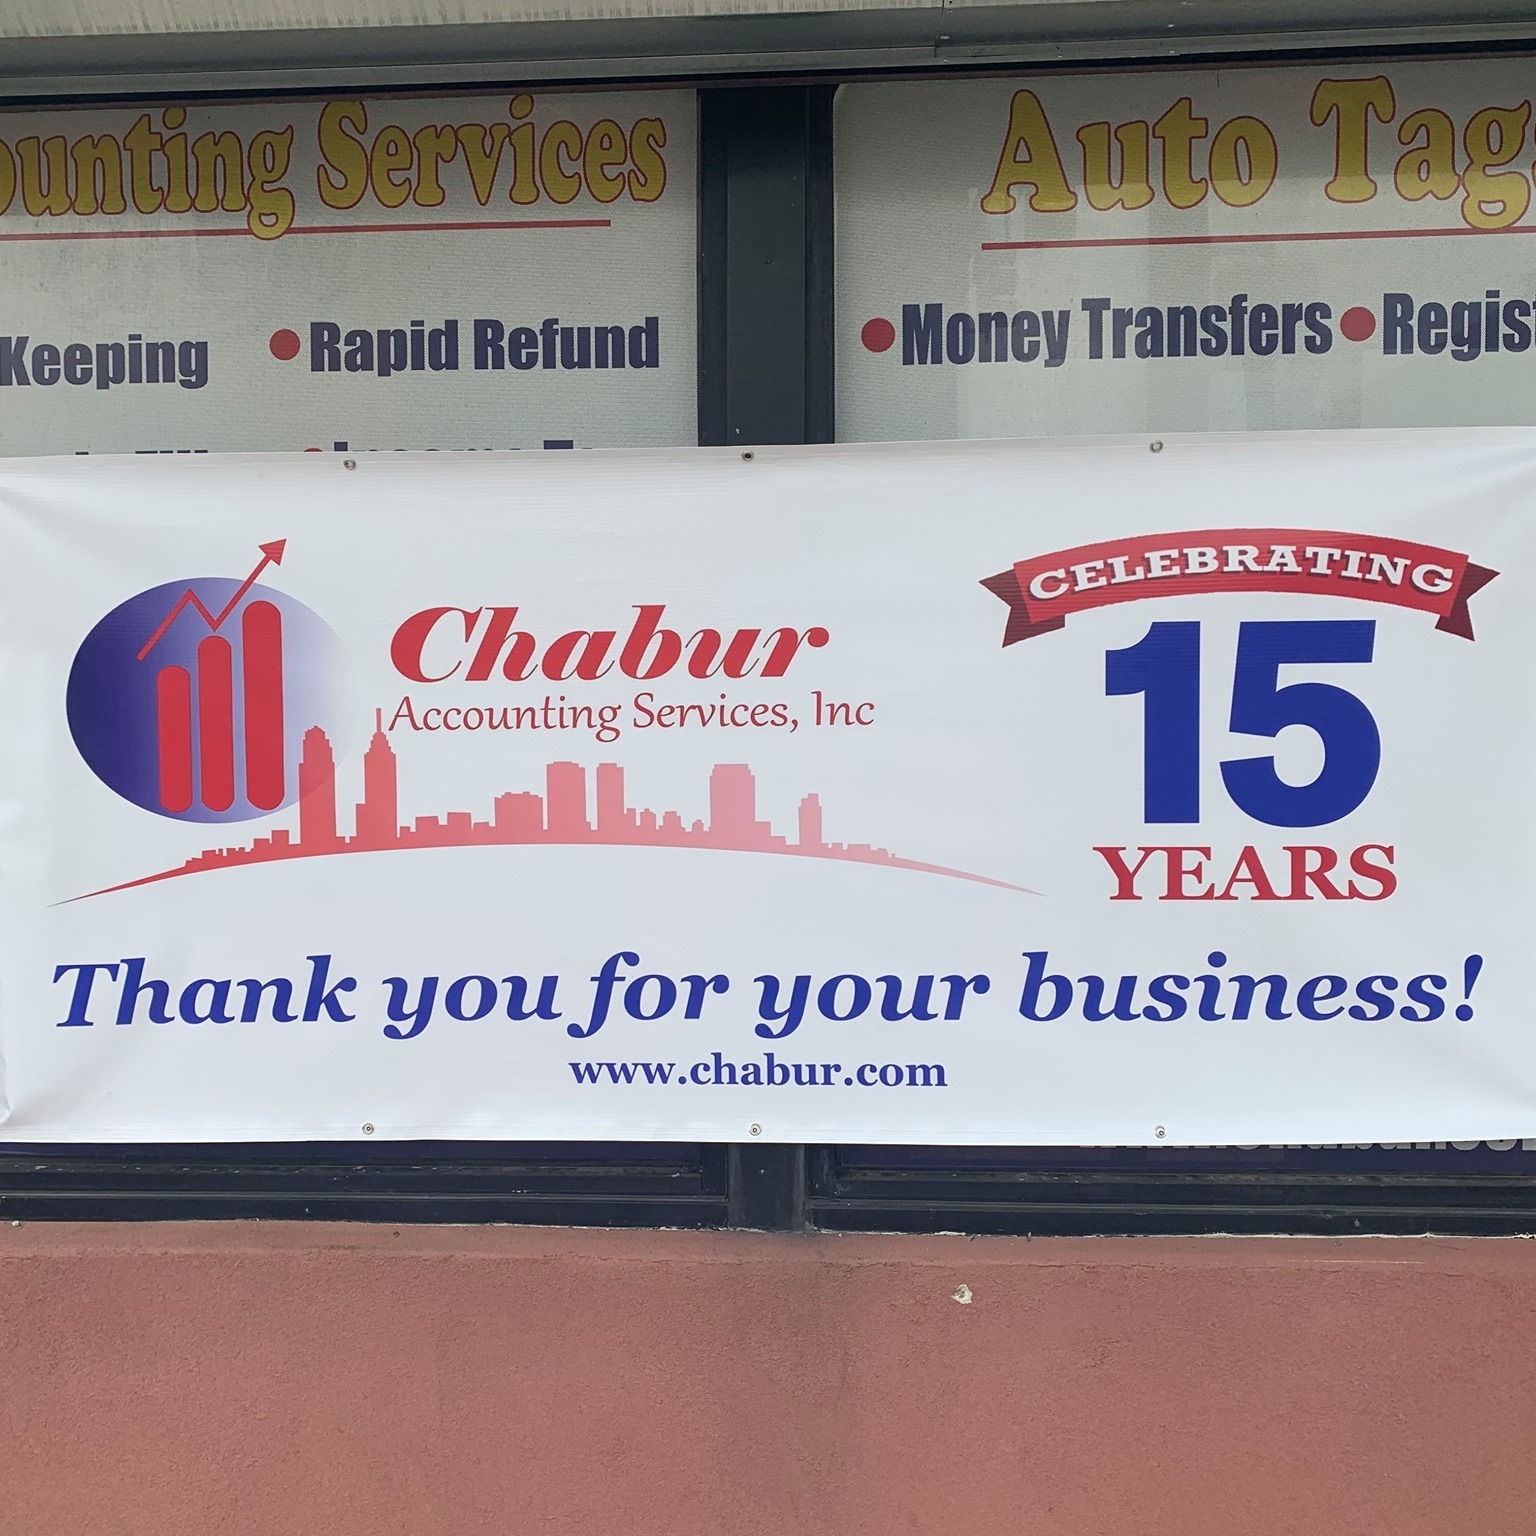 ounting Services
Auto Tag
Keeping
Rapid Refund
Money Transfers
Regist
Chabur
Accounting Services, Inc
CELEBRATING
15
YEARS
Thank you for your business!
www.chabur.com